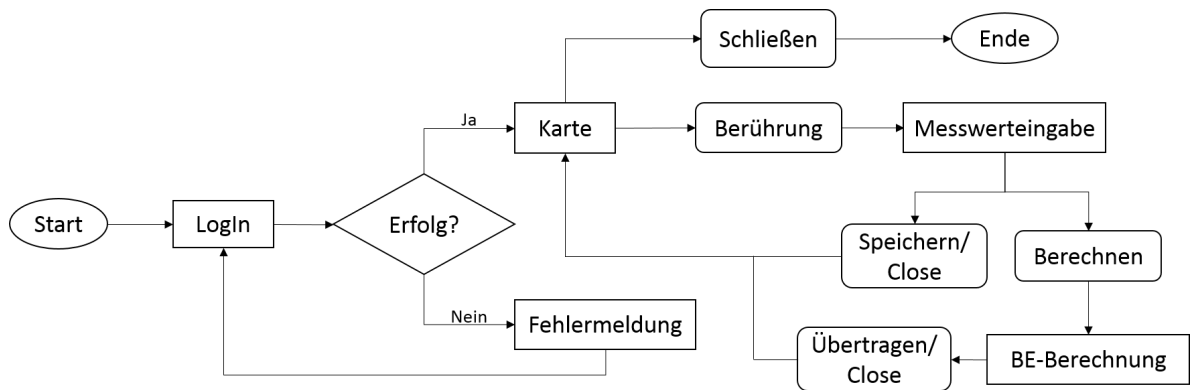 Schließen
Ende
Ja
Karte
Berührung
Messwerteingabe
Start
LogIn
Erfolg?
Speichern/
Close
Berechnen
Nein
Fehlermeldung
Übertragen/
Close
BE-Berechnung